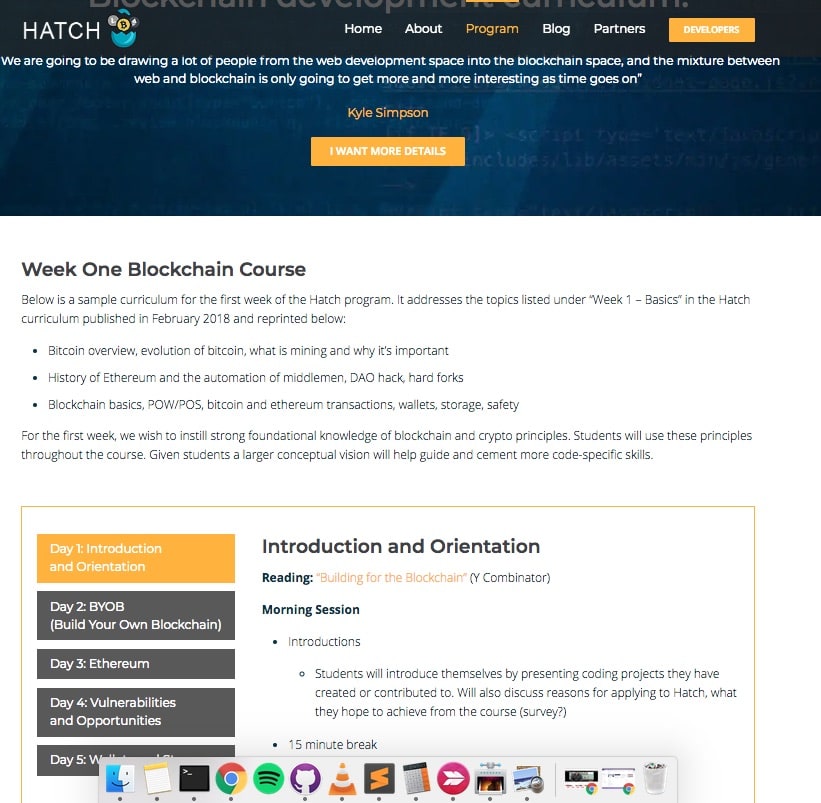 Blockchain development curriculum?
HATCH
Home About Program Blog Partners DEVELOPERS
We are going to be drawing a lot of people from the web development space into the blockchain space, and the mixture between
web and blockchain is only going to get more and more interesting as time goes on”
Kyle Simpson
I WANT MORE DETAILS
Week One Blockchain Course
Below is a sample curriculum for the first week of the Hatch program. It addresses the topics listed under “Week 1 – Basics” in the Hatch
curriculum published in February 2018 and reprinted below:
• Bitcoin overview, evolution of bitcoin, what is mining and why it’s important
• History of Ethereum and the automation of middlemen, DAO hack, hard forks
• Blockchain basics, POW/POS, bitcoin and ethereum transactions, wallets, storage, safety
For the first week, we wish to instill strong foundational knowledge of blockchain and crypto principles. Students will use these principles
throughout the course. Given students a larger conceptual vision will help guide and cement more code-specific skills.
Day 1: Introduction
and Orientation
Day 2: BYOB
(Build Your Own Blockchain)
Day 3: Ethereum
Day 4: Vulnerabilities
and Opportunities
Day 5:
Introduction and Orientation
Reading: “Building for the Blockchain” (Y Combinator)
Morning Session
• Introductions
◦ Students will introduce themselves by presenting coding projects they have
created or contributed to. Will also discuss reasons for applying to Hatch, what
they hope to achieve from the course (survey?)
• 15 minute break